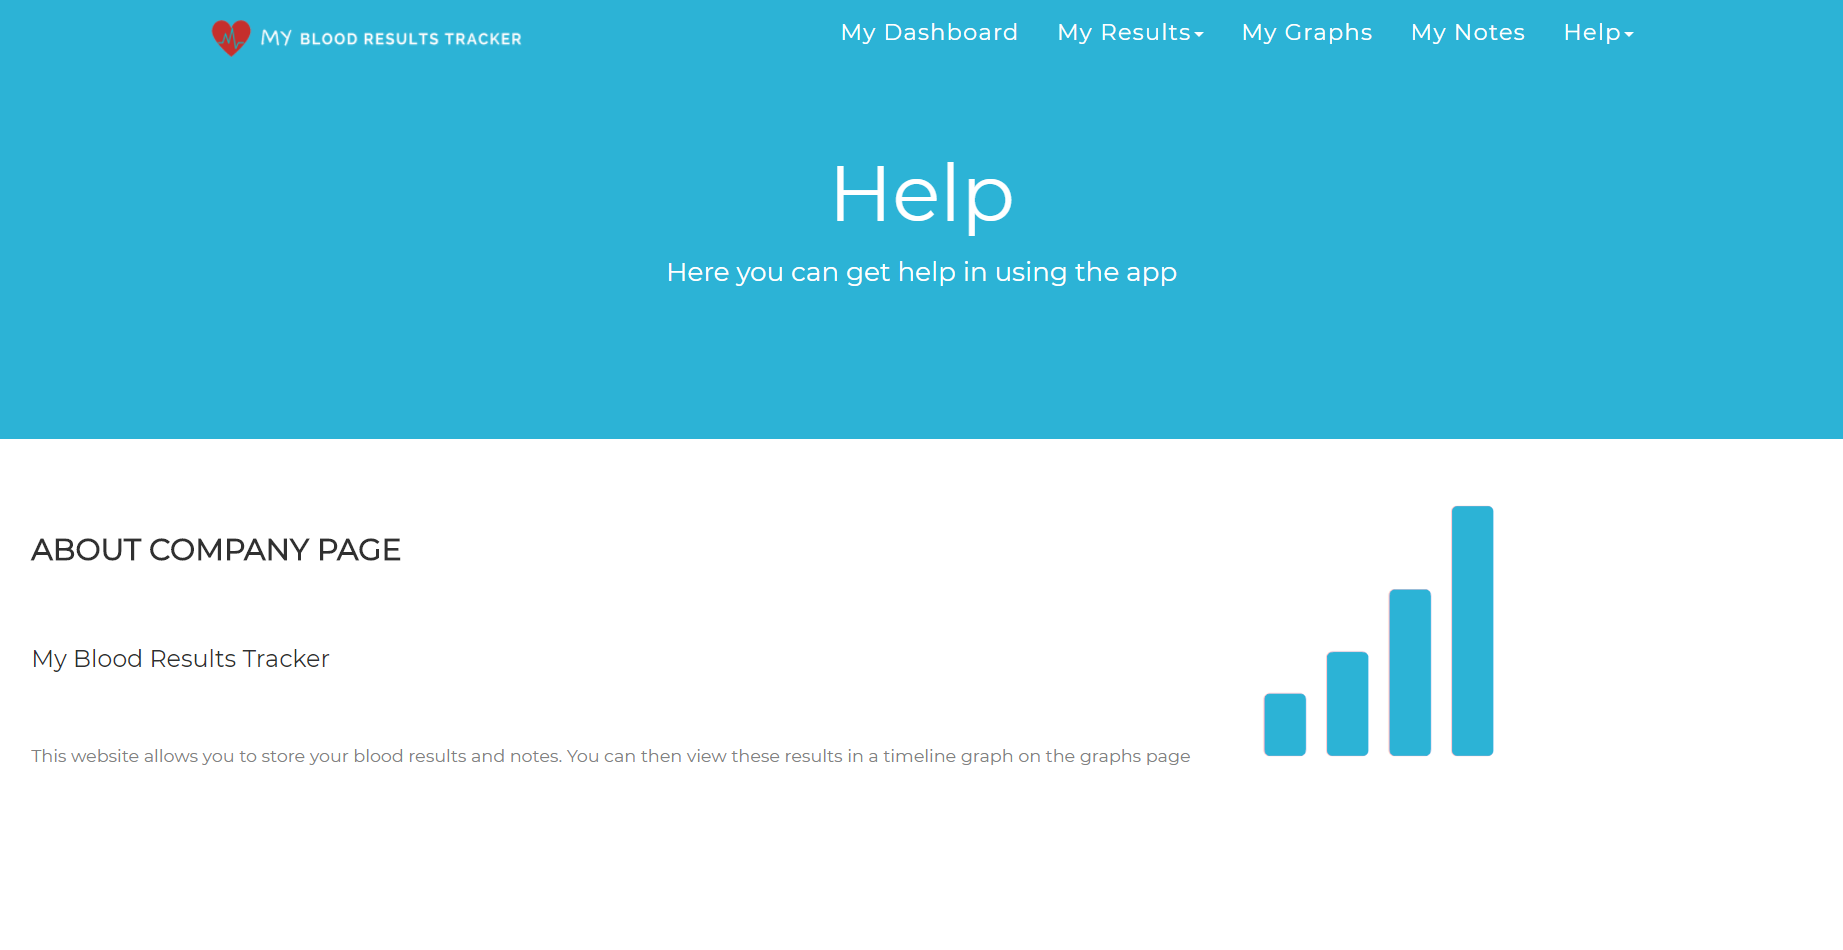 MY BLOOD RESULTS TRACKER
My Dashboard My Results My Graphs My Notes Help
Help
Here you can get help in using the app
ABOUT COMPANY PAGE
My Blood Results Tracker
This website allows you to store your blood results and notes. You can then view these results in a timeline graph on the graphs page